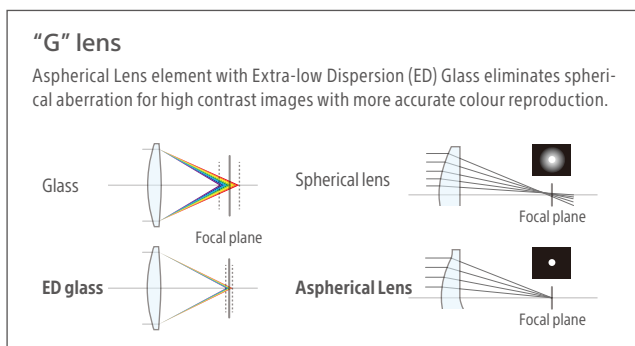 “G” lens
Aspherical Lens element with Extra-low Dispersion (ED) Glass eliminates spheri-
cal aberration for high contrast images with more accurate colour reproduction.
Glass
Focal plane
ED glass
Spherical lens
Focal plane
Aspherical Lens
Focal plane